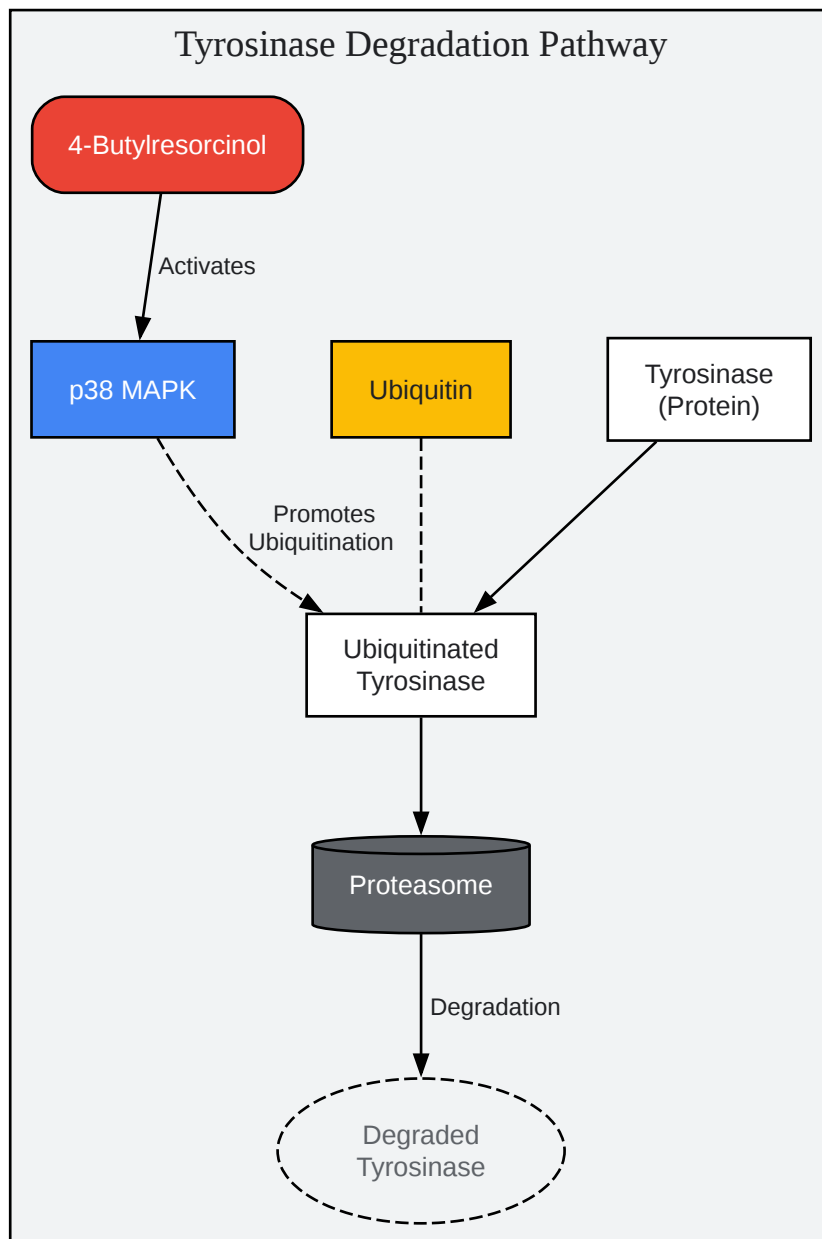 Tyrosinase Degradation Pathway
4-Butylresorcinol
Activates
p38 MAPK
Ubiquitin
Tyrosinase
(Protein)
Promotes
Ubiquitination
Ubiquitinated
Tyrosinase
Proteasome
Degradation
Degraded
Tyrosinase